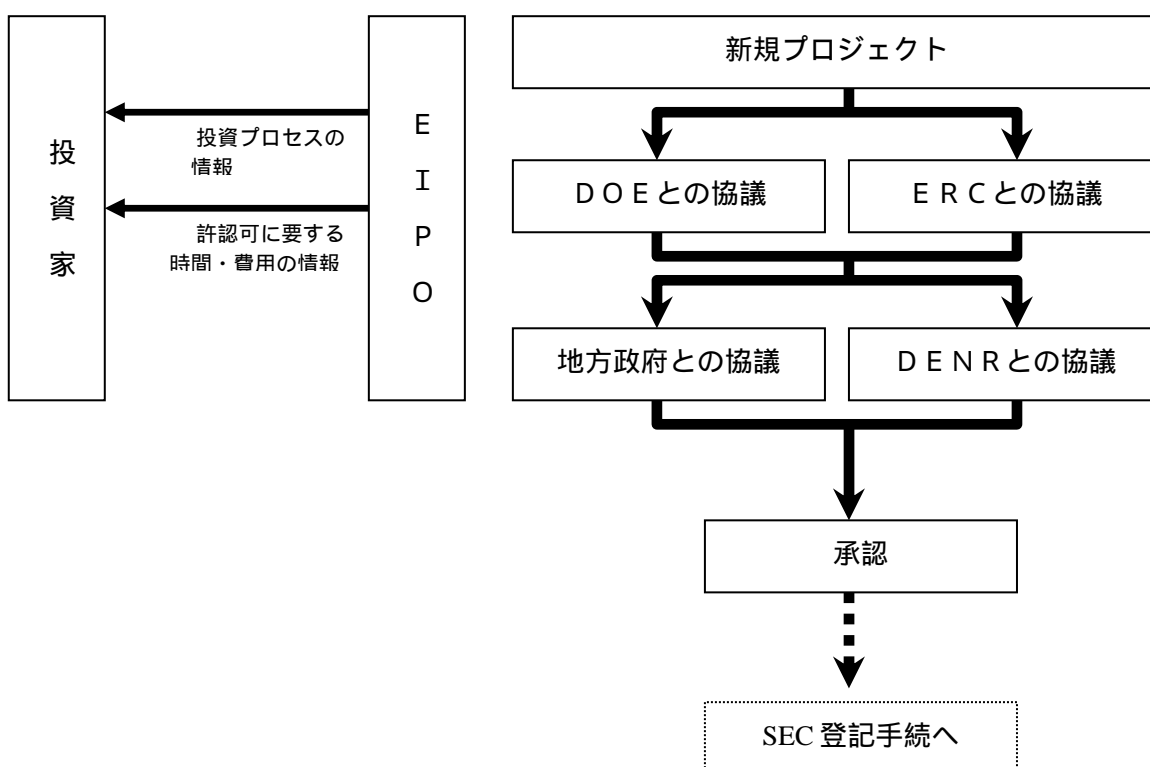 投資家
投資プロセスの
情報
許認可に要する
時間・費用の情報
ＥＩＰＯ
新規プロジェクト
ＤＯＥとの協議
ＥＲＣとの協議
地方政府との協議
ＤＥＮＲとの協議
承認
SEC 登記手続へ